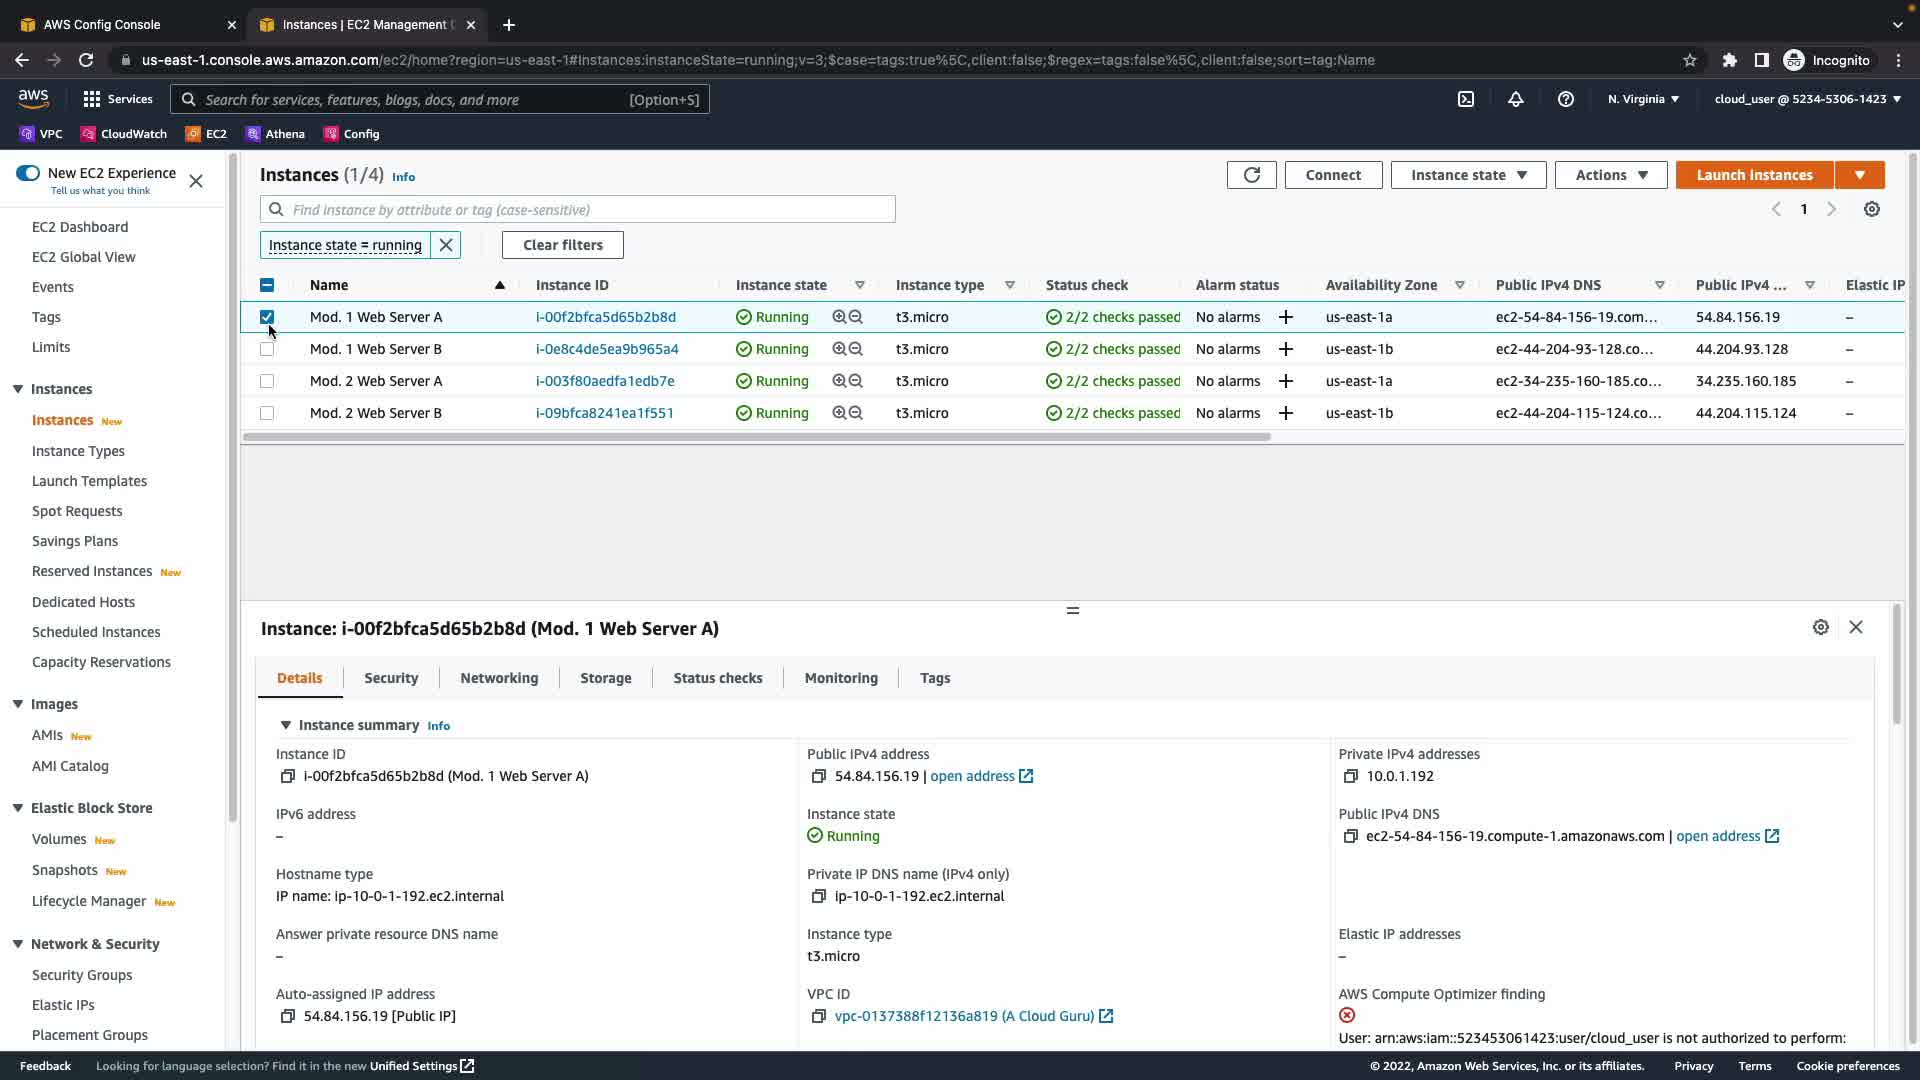 AWS Config Console
Instances | EC2 Management C
us-east-1.console.aws.amazon.com/ec2/home?region=us-east-1#Instances:instanceState=running;v=3;$case=tags:true%5C,client:false;$regex=tags:false%5C,client:false;sort=tag:Name
Incognito
aws
Services
Search for services, features, blogs, docs, and more
[Option+S]
N. Virginia
cloud_user @ 5234-5306-1423
VPC
CloudWatch
EC2
Athena
Config
New EC2 Experience
Tell us what you think
EC2 Dashboard
EC2 Global View
Events
Tags
Limits
Instances
Instances New
Instance Types
Launch Templates
Spot Requests
Savings Plans
Reserved Instances New
Dedicated Hosts
Scheduled Instances
Capacity Reservations
Images
AMIs New
AMI Catalog
Elastic Block Store
Volumes New
Snapshots New
Lifecycle Manager New
Network & Security
Security Groups
Elastic IPs
Placement Groups
Instances (1/4) Info
Connect
Instance state
Actions
Launch instances
Find instance by attribute or tag (case-sensitive)
1
Instance state = running
Clear filters
Name Instance ID Instance state Instance type Status check Alarm status Availability Zone Public IPv4 DNS Public IPv4 ... Elastic IP
Mod. 1 Web Server A i-00f2bfca5d65b2b8d Running t3.micro 2/2 checks passed No alarms + us-east-1a ec2-54-84-156-19.com... 54.84.156.19 –
Mod. 1 Web Server B i-0e8c4de5ea9b965a4 Running t3.micro 2/2 checks passed No alarms + us-east-1b ec2-44-204-93-128.co... 44.204.93.128 –
Mod. 2 Web Server A i-003f80aedfa1edb7e Running t3.micro 2/2 checks passed No alarms + us-east-1a ec2-34-235-160-185.co... 34.235.160.185 –
Mod. 2 Web Server B i-09bfca8241ea1f551 Running t3.micro 2/2 checks passed No alarms + us-east-1b ec2-44-204-115-124.co... 44.204.115.124 –
Instance: i-00f2bfca5d65b2b8d (Mod. 1 Web Server A)
Details
Security
Networking
Storage
Status checks
Monitoring
Tags
Instance summary Info
Instance ID
i-00f2bfca5d65b2b8d (Mod. 1 Web Server A)
Public IPv4 address
54.84.156.19 | open address
Private IPv4 addresses
10.0.1.192
IPv6 address
–
Instance state
Running
Public IPv4 DNS
ec2-54-84-156-19.compute-1.amazonaws.com | open address
Hostname type
IP name: ip-10-0-1-192.ec2.internal
Private IP DNS name (IPv4 only)
ip-10-0-1-192.ec2.internal
Answer private resource DNS name
–
Instance type
t3.micro
Elastic IP addresses
–
Auto-assigned IP address
54.84.156.19 [Public IP]
VPC ID
vpc-0137388f12136a819 (A Cloud Guru)
AWS Compute Optimizer finding
User: arn:aws:iam::523453061423:user/cloud_user is not authorized to perform:
Feedback
Looking for language selection? Find it in the new Unified Settings
© 2022, Amazon Web Services, Inc. or its affiliates.
Privacy
Terms
Cookie preferences